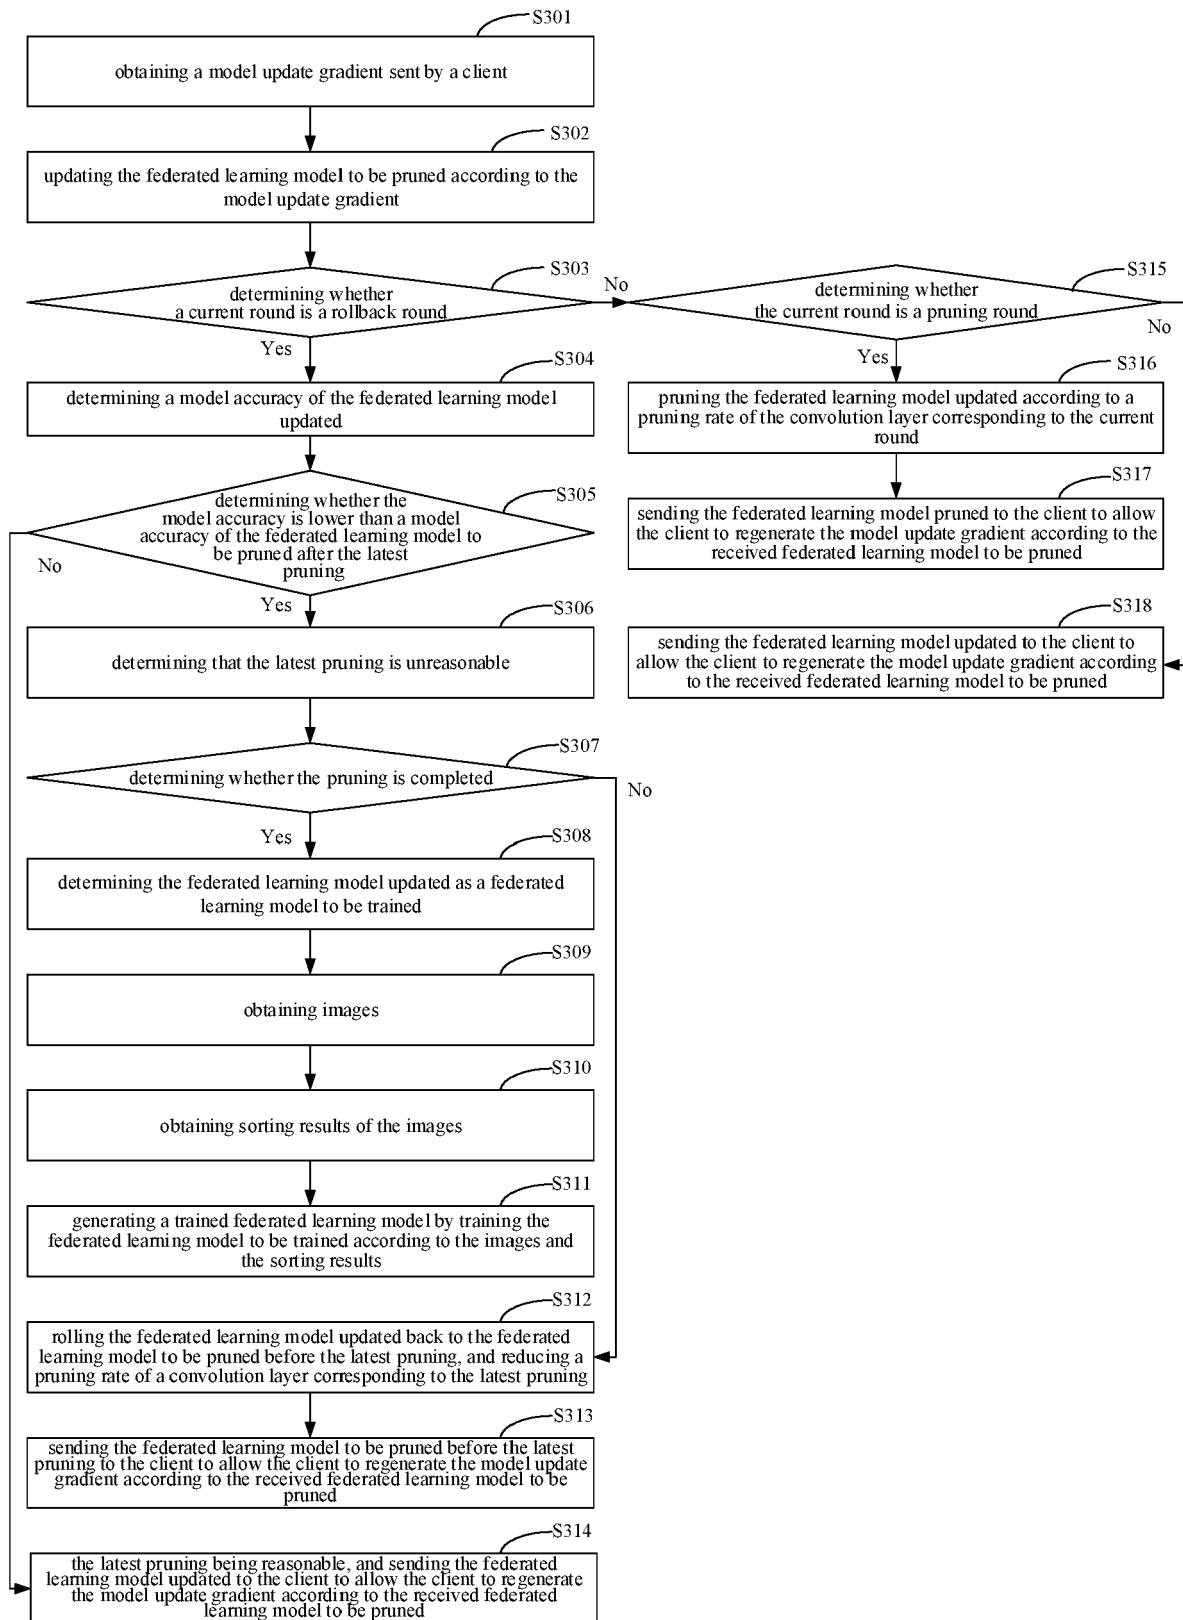 S301
obtaining a model update gradient sent by a client
S302
updating the federated learning model to be pruned according to the
model update gradient
S303
determining whether
a current round is a rollback round
No
Yes
S304
determining a model accuracy of the federated learning model
updated
S305
determining whether the
model accuracy is lower than a model
accuracy of the federated learning model to
be pruned after the latest
pruning
No
Yes
S306
determining that the latest pruning is unreasonable
S307
determining whether the pruning is completed
No
Yes
S308
determining the federated learning model updated as a federated
learning model to be trained
S309
obtaining images
S310
obtaining sorting results of the images
S311
generating a trained federated learning model by training the
federated learning model to be trained according to the images and
the sorting results
S312
rolling the federated learning model updated back to the federated
learning model to be pruned before the latest pruning, and reducing a
pruning rate of a convolution layer corresponding to the latest pruning
S313
sending the federated learning model to be pruned before the latest
pruning to the client to allow the client to regenerate the model update
gradient according to the received federated learning model to be
pruned
S314
the latest pruning being reasonable, and sending the federated
learning model updated to the client to allow the client to regenerate
the model update gradient according to the received federated
learning model to be pruned
S315
determining whether
the current round is a pruning round
No
Yes
S316
pruning the federated learning model updated according to a
pruning rate of the convolution layer corresponding to the current
round
S317
sending the federated learning model pruned to the client to allow
the client to regenerate the model update gradient according to the
received federated learning model to be pruned
S318
sending the federated learning model updated to the client to
allow the client to regenerate the model update gradient according
to the received federated learning model to be pruned